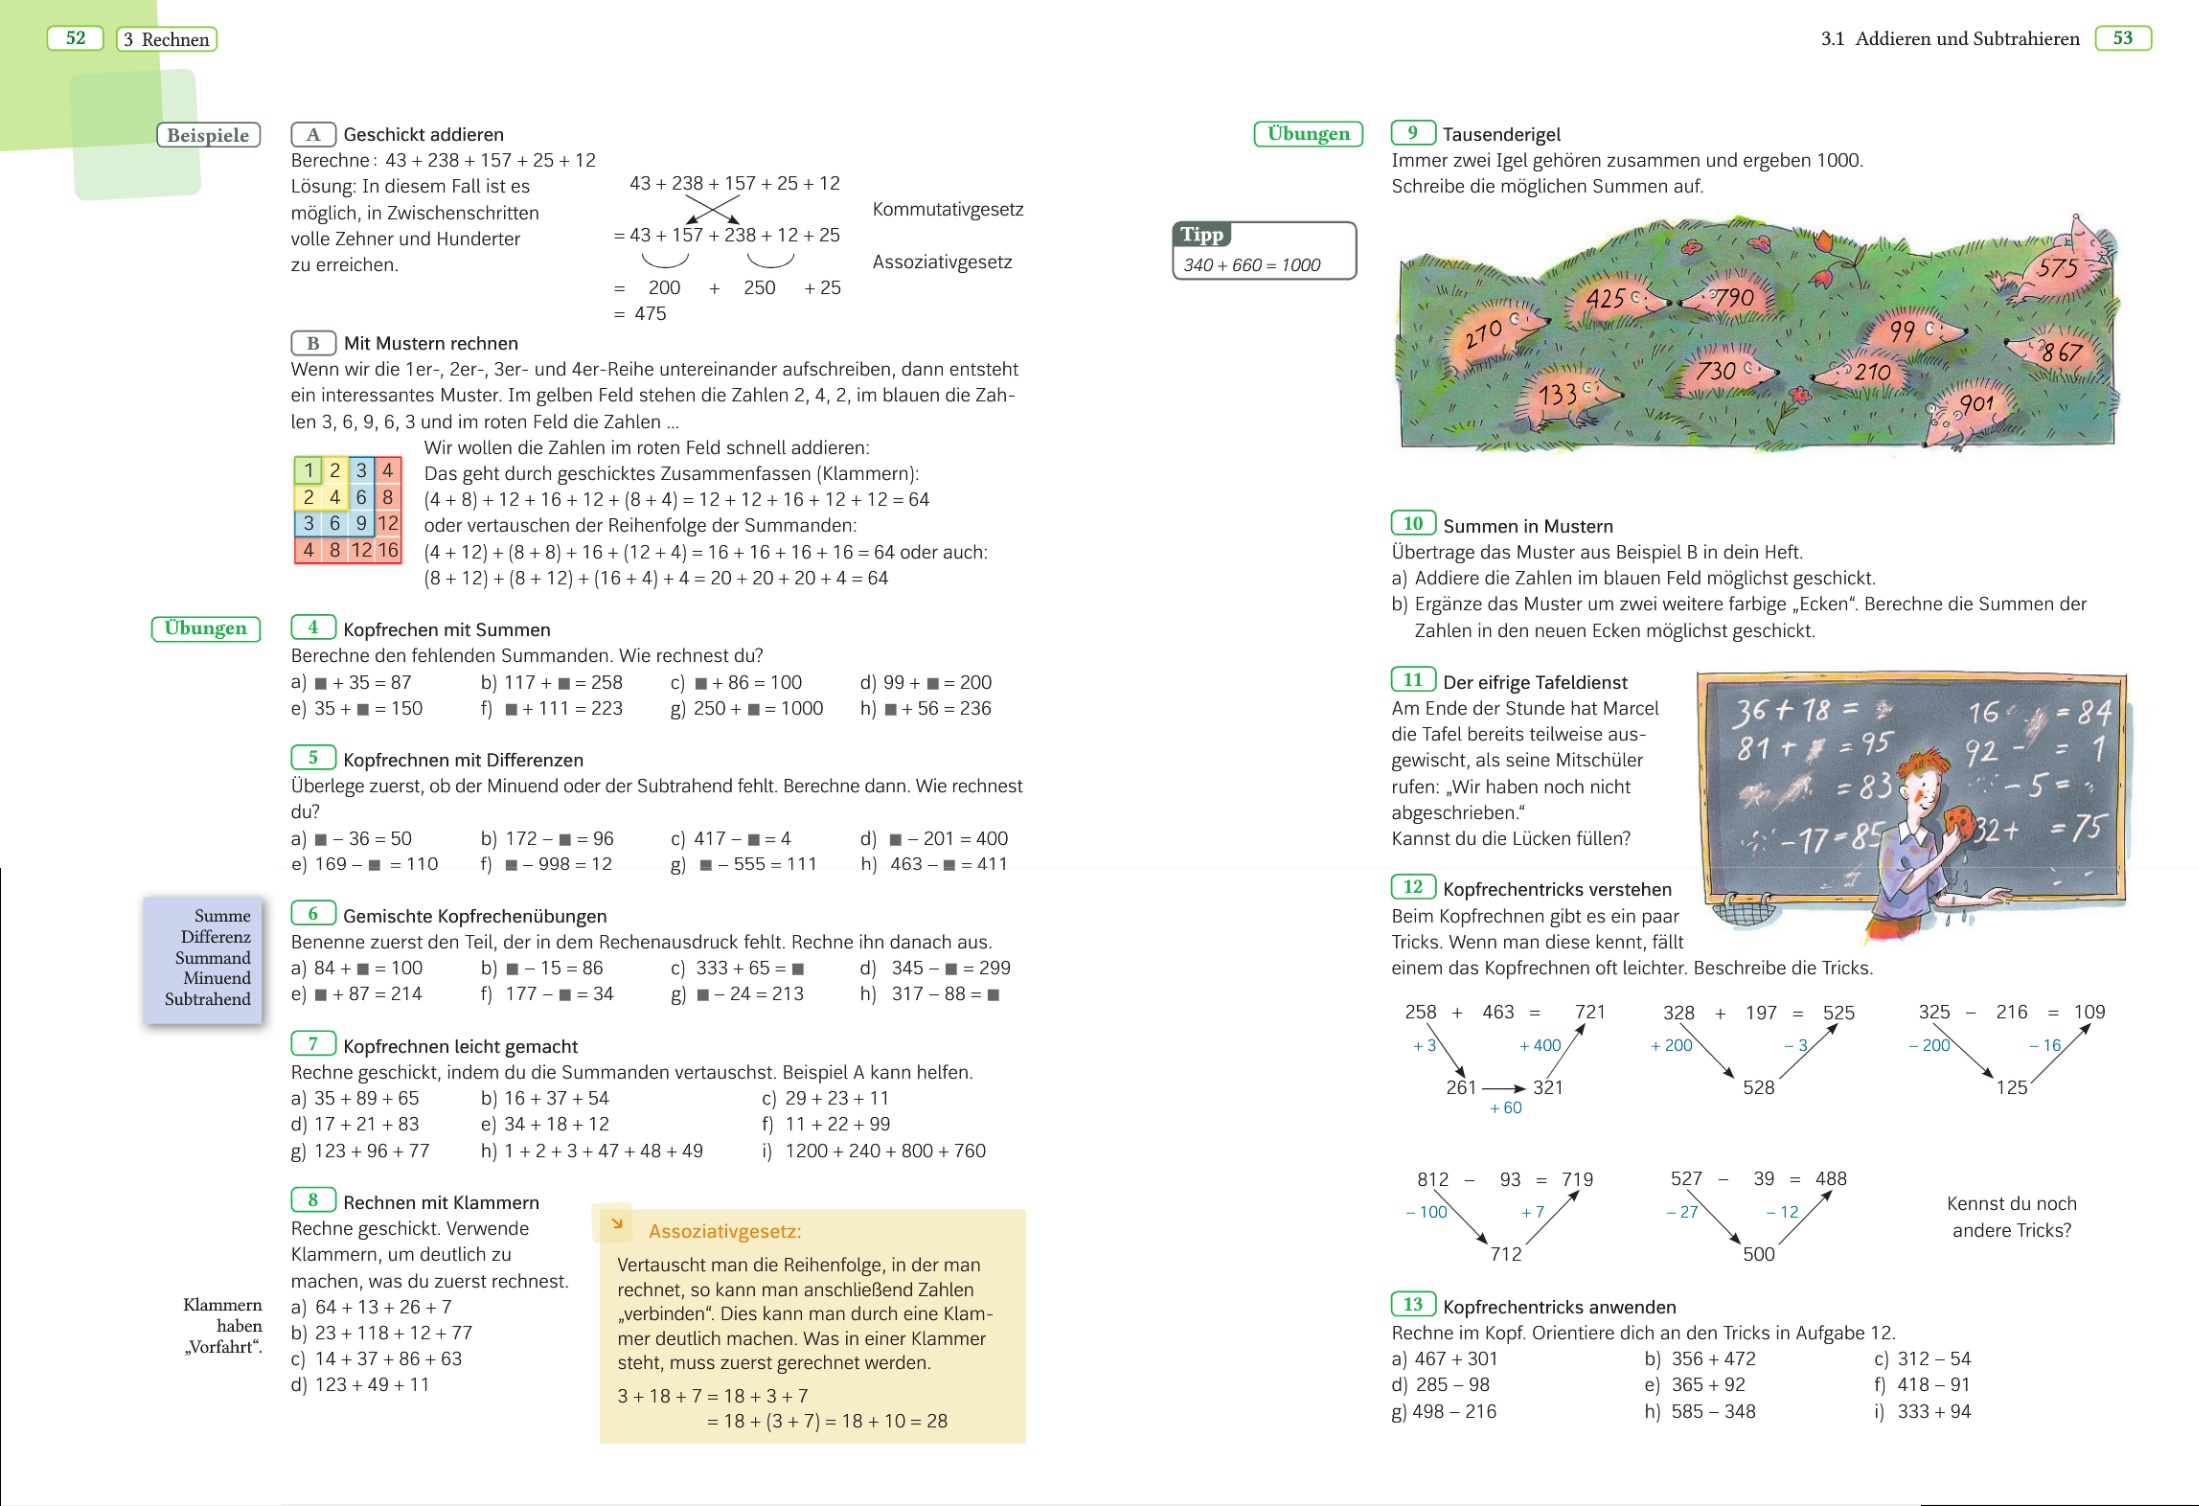 52 3 Rechnen
Beispiele
A Geschickt addieren
Berechne: 43 + 238 + 157 + 25 + 12
Lösung: In diesem Fall ist es
möglich, in Zwischenschritten
volle Zehner und Hunderter
zu erreichen.
43 + 238 + 157 + 25 + 12
Kommutativgesetz
= 43 + 157 + 238 + 12 + 25
Assoziativgesetz
= 200 + 250 + 25
= 475
B Mit Mustern rechnen
Wenn wir die 1er-, 2er-, 3er- und 4er-Reihe untereinander aufschreiben, dann entsteht
ein interessantes Muster. Im gelben Feld stehen die Zahlen 2, 4, 2, im blauen die Zah-
len 3, 6, 9, 6, 3 und im roten Feld die Zahlen ...
1 2 3 4
2 4 6 8
3 6 9 12
4 8 12 16
Wir wollen die Zahlen im roten Feld schnell addieren:
Das geht durch geschicktes Zusammenfassen (Klammern):
(4 + 8) + 12 + 16 + 12 + (8 + 4) = 12 + 12 + 16 + 12 + 12 = 64
oder vertauschen der Reihenfolge der Summanden:
(4 + 12) + (8 + 8) + 16 + (12 + 4) = 16 + 16 + 16 + 16 = 64 oder auch:
(8 + 12) + (8 + 12) + (16 + 4) + 4 = 20 + 20 + 20 + 4 = 64
Übungen
4 Kopfrechen mit Summen
Berechne den fehlenden Summanden. Wie rechnest du?
a) ■ + 35 = 87 b) 117 + ■ = 258 c) ■ + 86 = 100 d) 99 + ■ = 200
e) 35 + ■ = 150 f) ■ + 111 = 223 g) 250 + ■ = 1000 h) ■ + 56 = 236
5 Kopfrechnen mit Differenzen
Überlege zuerst, ob der Minuend oder der Subtrahend fehlt. Berechne dann. Wie rechnest
du?
a) ■ – 36 = 50 b) 172 – ■ = 96 c) 417 – ■ = 4 d) ■ – 201 = 400
e) 169 – ■ = 110 f) ■ – 998 = 12 g) ■ – 555 = 111 h) 463 – ■ = 411
Summe
Differenz
Summand
Minuend
Subtrahend
6 Gemischte Kopfrechenübungen
Benenne zuerst den Teil, der in dem Rechenausdruck fehlt. Rechne ihn danach aus.
a) 84 + ■ = 100 b) ■ – 15 = 86 c) 333 + 65 = ■ d) 345 – ■ = 299
e) ■ + 87 = 214 f) 177 – ■ = 34 g) ■ – 24 = 213 h) 317 – 88 = ■
7 Kopfrechnen leicht gemacht
Rechne geschickt, indem du die Summanden vertauschst. Beispiel A kann helfen.
a) 35 + 89 + 65 b) 16 + 37 + 54 c) 29 + 23 + 11
d) 17 + 21 + 83 e) 34 + 18 + 12 f) 11 + 22 + 99
g) 123 + 96 + 77 h) 1 + 2 + 3 + 47 + 48 + 49 i) 1200 + 240 + 800 + 760
8 Rechnen mit Klammern
Rechne geschickt. Verwende
Klammern, um deutlich zu
machen, was du zuerst rechnest.
a) 64 + 13 + 26 + 7
b) 23 + 118 + 12 + 77
c) 14 + 37 + 86 + 63
d) 123 + 49 + 11
Klammern
haben
„Vorfahrt“.
Assoziativgesetz:
Vertauscht man die Reihenfolge, in der man
rechnet, so kann man anschließend Zahlen
„verbinden“. Dies kann man durch eine Klam-
mer deutlich machen. Was in einer Klammer
steht, muss zuerst gerechnet werden.
3 + 18 + 7 = 18 + 3 + 7
= 18 + (3 + 7) = 18 + 10 = 28
3.1 Addieren und Subtrahieren 53
Übungen
9 Tausenderigel
Immer zwei Igel gehören zusammen und ergeben 1000.
Schreibe die möglichen Summen auf.
Tipp
340 + 660 = 1000
575
425 790
270 99
867
730 210
133 901
10 Summen in Mustern
Übertrage das Muster aus Beispiel B in dein Heft.
a) Addiere die Zahlen im blauen Feld möglichst geschickt.
b) Ergänze das Muster um zwei weitere farbige „Ecken“. Berechne die Summen der
Zahlen in den neuen Ecken möglichst geschickt.
11 Der eifrige Tafeldienst
Am Ende der Stunde hat Marcel
die Tafel bereits teilweise aus-
gewischt, als seine Mitschüler
rufen: „Wir haben noch nicht
abgeschrieben.“
Kannst du die Lücken füllen?
36 + 18 = 16 = 84
81 + = 95 92 – = 1
= 83 – 5 =
– 17 = 85 32 + = 75
12 Kopfrechentricks verstehen
Beim Kopfrechnen gibt es ein paar
Tricks. Wenn man diese kennt, fällt
einem das Kopfrechnen oft leichter. Beschreibe die Tricks.
258 + 463 = 721 328 + 197 = 525 325 – 216 = 109
+ 3 + 400 + 200 – 3 – 200 – 16
261 321 528 125
+ 60
812 – 93 = 719 527 – 39 = 488
– 100 + 7 – 27 – 12
712 500
Kennst du noch
andere Tricks?
13 Kopfrechentricks anwenden
Rechne im Kopf. Orientiere dich an den Tricks in Aufgabe 12.
a) 467 + 301 b) 356 + 472 c) 312 – 54
d) 285 – 98 e) 365 + 92 f) 418 – 91
g) 498 – 216 h) 585 – 348 i) 333 + 94